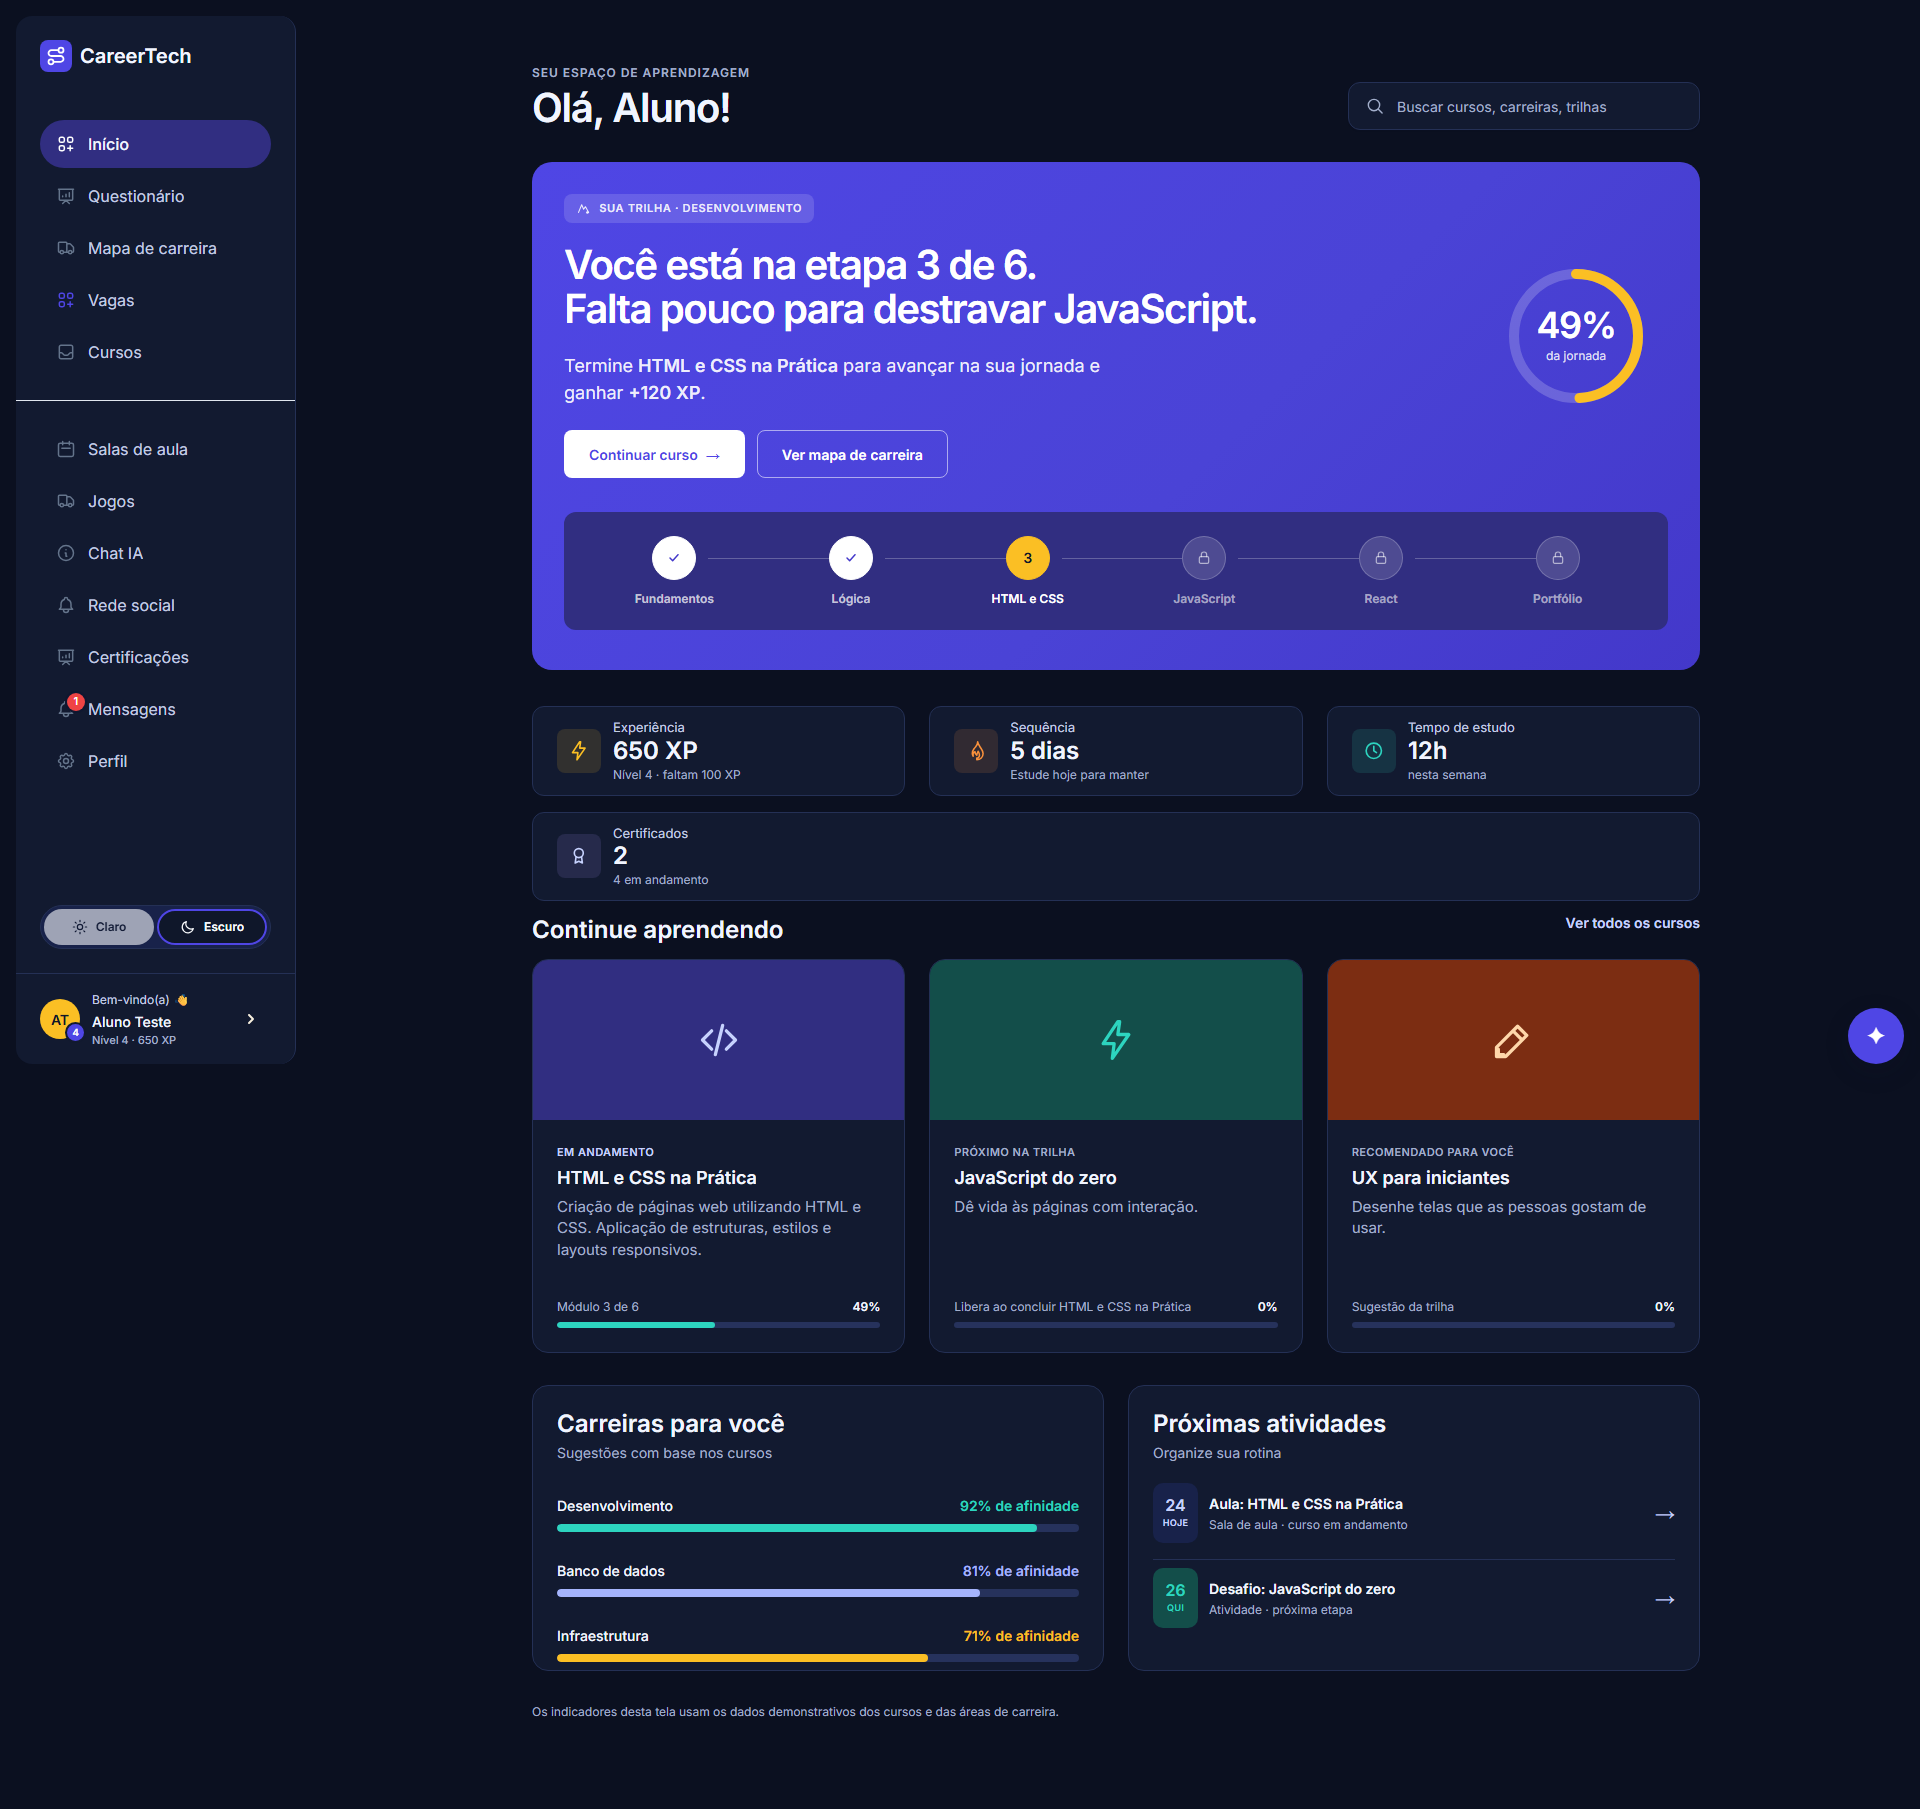 CareerTech
Início
Questionário
Mapa de carreira
Vagas
Cursos
Salas de aula
Jogos
Chat IA
Rede social
Certificações
1
Mensagens
Perfil
Claro
Escuro
Bem-vindo(a) 👋
AT
4
Aluno Teste
Nível 4 · 650 XP
SEU ESPAÇO DE APRENDIZAGEM
Olá, Aluno!
Buscar cursos, carreiras, trilhas
SUA TRILHA · DESENVOLVIMENTO
Você está na etapa 3 de 6.
Falta pouco para destravar JavaScript.
Termine HTML e CSS na Prática para avançar na sua jornada e
ganhar +120 XP.
49%
da jornada
Continuar curso →
Ver mapa de carreira
3
Fundamentos
Lógica
HTML e CSS
JavaScript
React
Portfólio
Experiência
650 XP
Nível 4 · faltam 100 XP
Sequência
5 dias
Estude hoje para manter
Tempo de estudo
12h
nesta semana
Certificados
2
4 em andamento
Continue aprendendo
Ver todos os cursos
EM ANDAMENTO
HTML e CSS na Prática
Criação de páginas web utilizando HTML e
CSS. Aplicação de estruturas, estilos e
layouts responsivos.
Módulo 3 de 6
49%
PRÓXIMO NA TRILHA
JavaScript do zero
Dê vida às páginas com interação.
Libera ao concluir HTML e CSS na Prática
0%
RECOMENDADO PARA VOCÊ
UX para iniciantes
Desenhe telas que as pessoas gostam de
usar.
Sugestão da trilha
0%
Carreiras para você
Sugestões com base nos cursos
Desenvolvimento
92% de afinidade
Banco de dados
81% de afinidade
Infraestrutura
71% de afinidade
Próximas atividades
Organize sua rotina
24
HOJE
Aula: HTML e CSS na Prática
Sala de aula · curso em andamento
→
26
QUI
Desafio: JavaScript do zero
Atividade · próxima etapa
→
Os indicadores desta tela usam os dados demonstrativos dos cursos e das áreas de carreira.